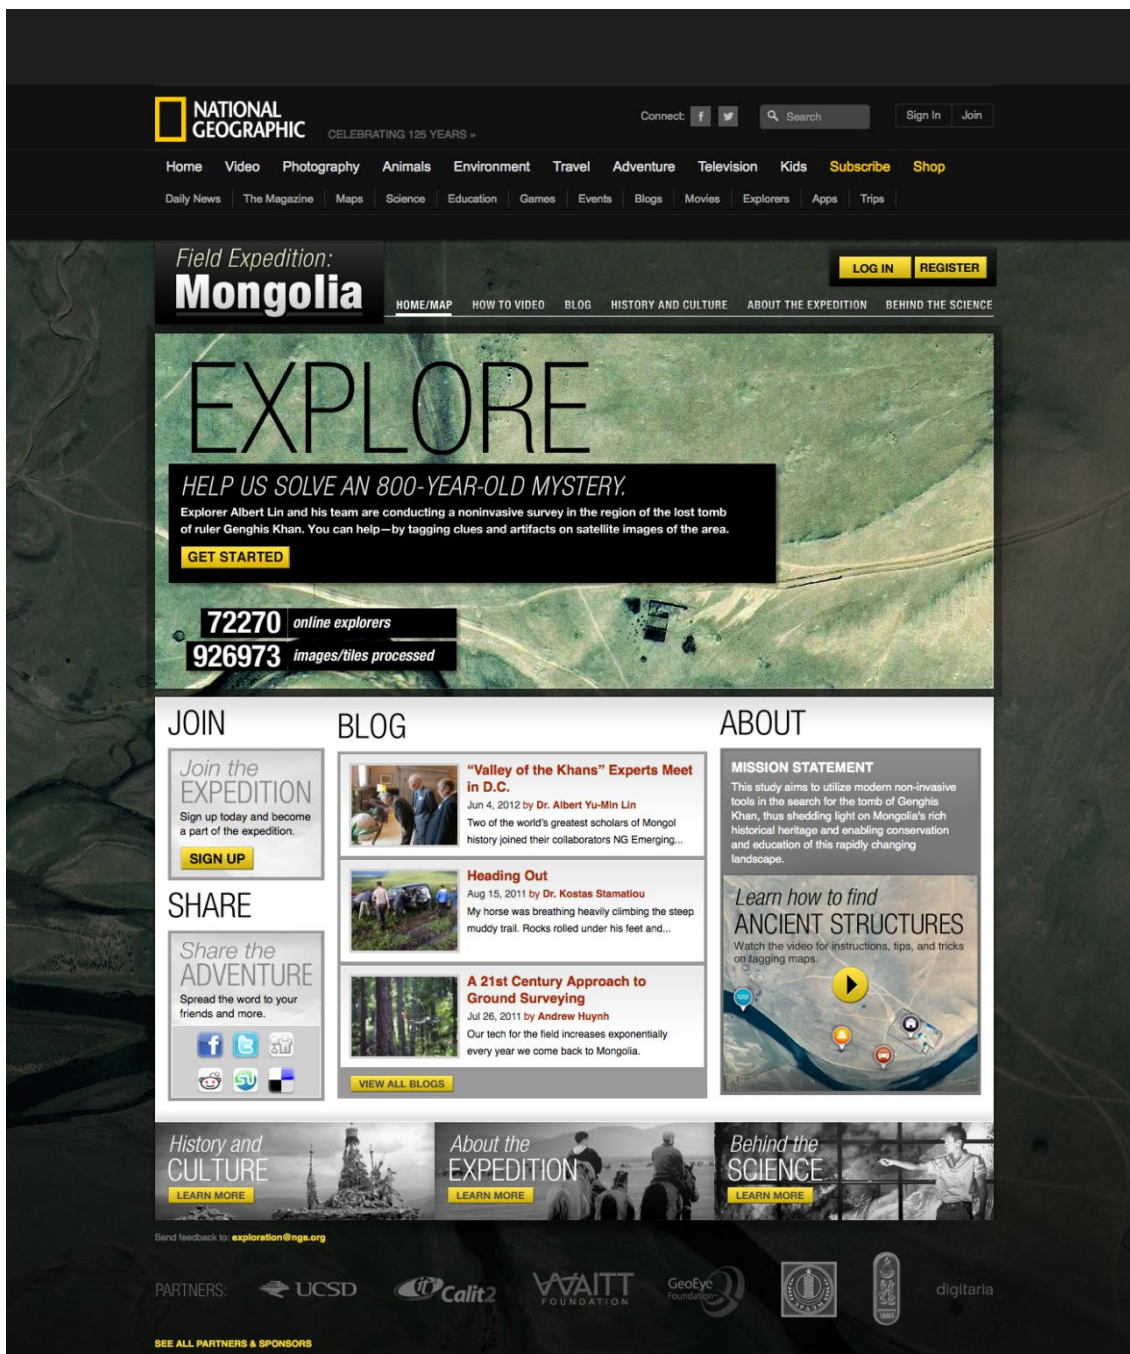 NATIONAL
GEOGRAPHIC
CELEBRATING 125 YEARS »
Connect:
Search
Sign In
Join
Home Video Photography Animals Environment Travel Adventure Television Kids Subscribe Shop
Daily News The Magazine Maps Science Education Games Events Blogs Movies Explorers Apps Trips
Field Expedition:
Mongolia
LOG IN REGISTER
HOME/MAP HOW TO VIDEO BLOG HISTORY AND CULTURE ABOUT THE EXPEDITION BEHIND THE SCIENCE
EXPLORE
HELP US SOLVE AN 800-YEAR-OLD MYSTERY.
Explorer Albert Lin and his team are conducting a noninvasive survey in the region of the lost tomb
of ruler Genghis Khan. You can help—by tagging clues and artifacts on satellite images of the area.
GET STARTED
72270 online explorers
926973 images/tiles processed
JOIN
Join the
EXPEDITION
Sign up today and become
a part of the expedition.
SIGN UP
SHARE
Share the
ADVENTURE
Spread the word to your
friends and more.
BLOG
“Valley of the Khans” Experts Meet
in D.C.
Jun 4, 2012 by Dr. Albert Yu-Min Lin
Two of the world's greatest scholars of Mongol
history joined their collaborators NG Emerging...
Heading Out
Aug 15, 2011 by Dr. Kostas Stamatiou
My horse was breathing heavily climbing the steep
muddy trail. Rocks rolled under his feet and...
A 21st Century Approach to
Ground Surveying
Jul 26, 2011 by Andrew Huynh
Our tech for the field increases exponentially
every year we come back to Mongolia.
VIEW ALL BLOGS
ABOUT
MISSION STATEMENT
This study aims to utilize modern non-invasive
tools in the search for the tomb of Genghis
Khan, thus shedding light on Mongolia's rich
historical heritage and enabling conservation
and education of this rapidly changing
landscape.
Learn how to find
ANCIENT STRUCTURES
Watch the video for instructions, tips, and tricks
on tagging maps.
History and
CULTURE
LEARN MORE
About the
EXPEDITION
LEARN MORE
Behind the
SCIENCE
LEARN MORE
Send feedback to: exploration@ngs.org
PARTNERS:
UCSD
Calit2
WAITT
FOUNDATION
GeoEye
Foundation
IAMS
digitaria
SEE ALL PARTNERS & SPONSORS